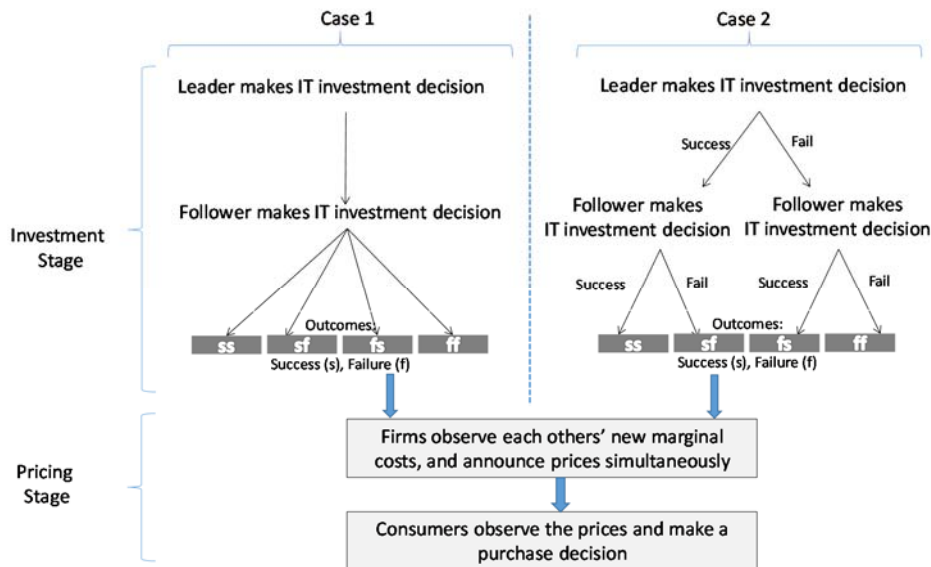 Case 1
Case 2
Leader makes IT investment decision
Leader makes IT investment decision
Success
Fail
Follower makes IT investment decision
Follower makes
IT investment decision
Follower makes
IT investment decision
Investment
Stage
Success
Fail
Success
Fail
Outcomes:
ss
sf
fs
ff
Success (s), Failure (f)
Outcomes:
ss
sf
fs
ff
Success (s), Failure (f)
Pricing
Stage
Firms observe each others’ new marginal
costs, and announce prices simultaneously
Consumers observe the prices and make a
purchase decision